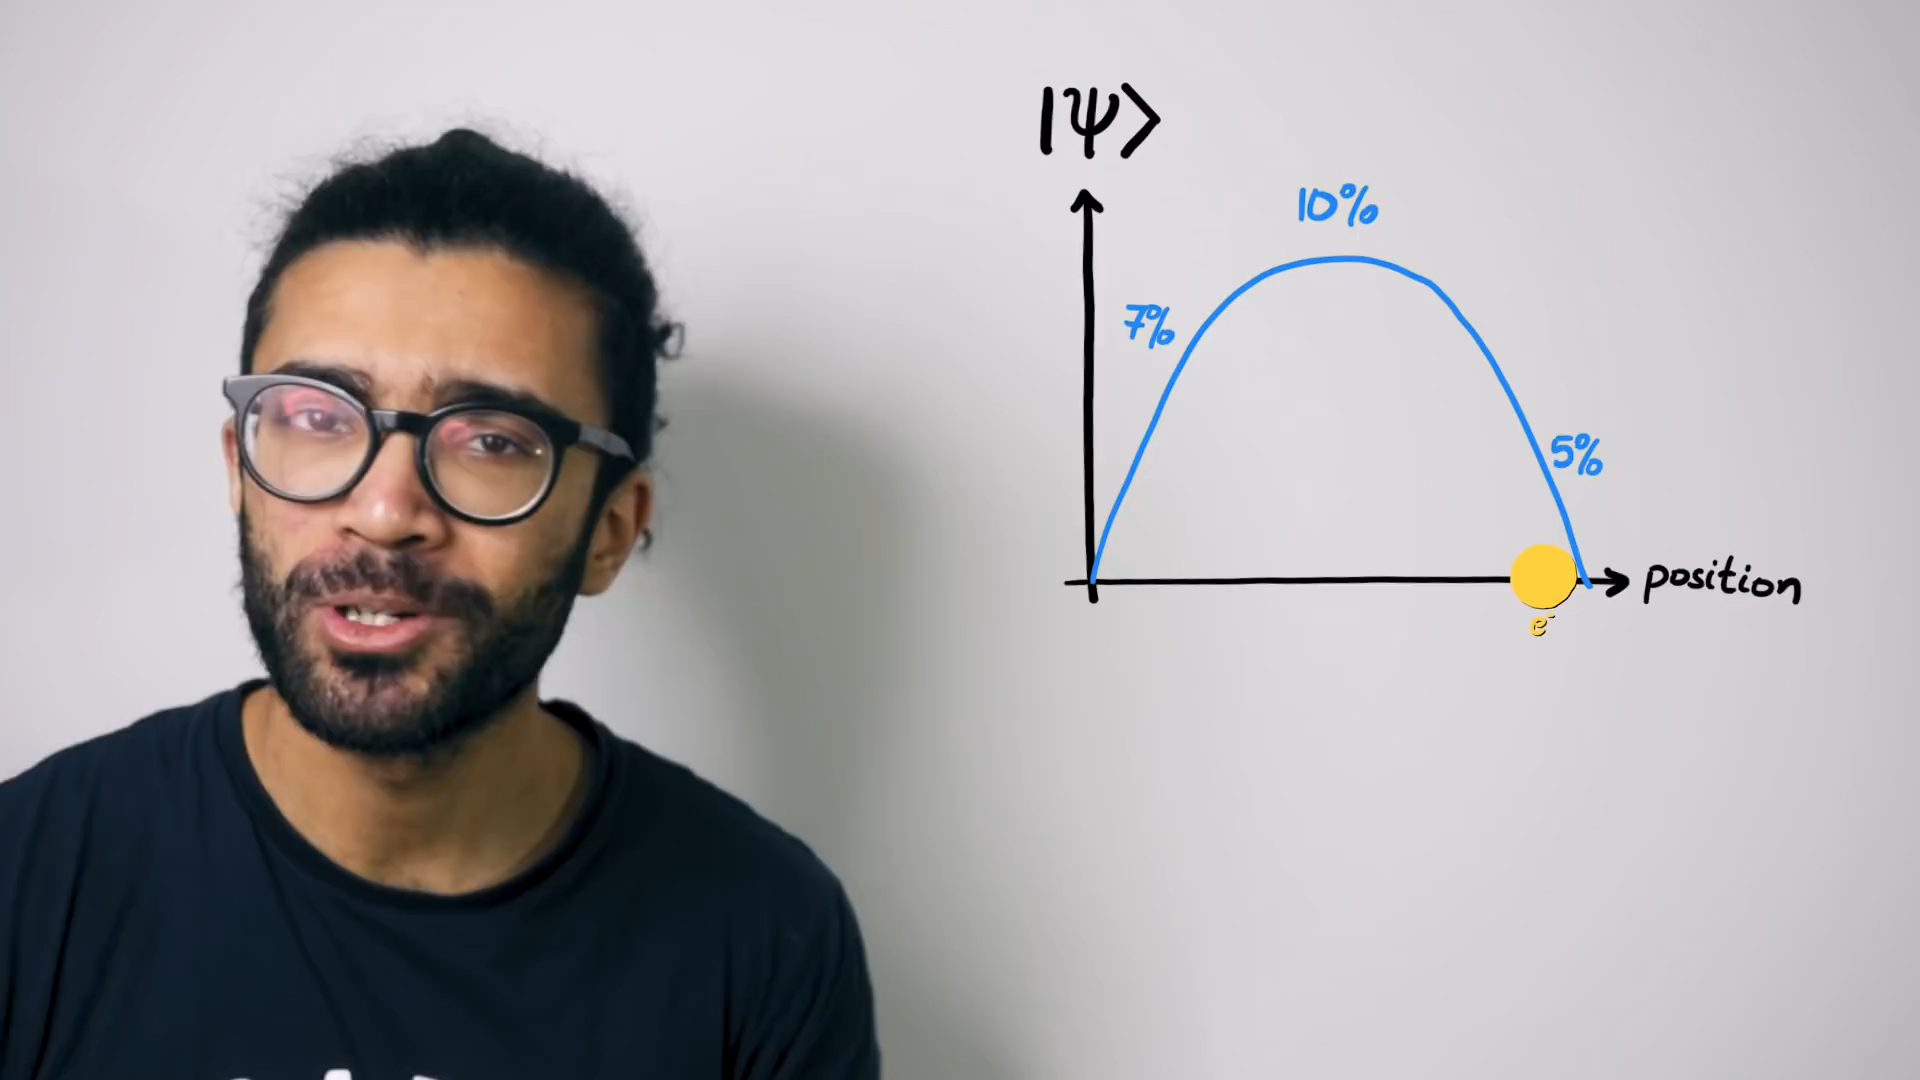 |ψ⟩
10%
7%
5%
position
e⁻